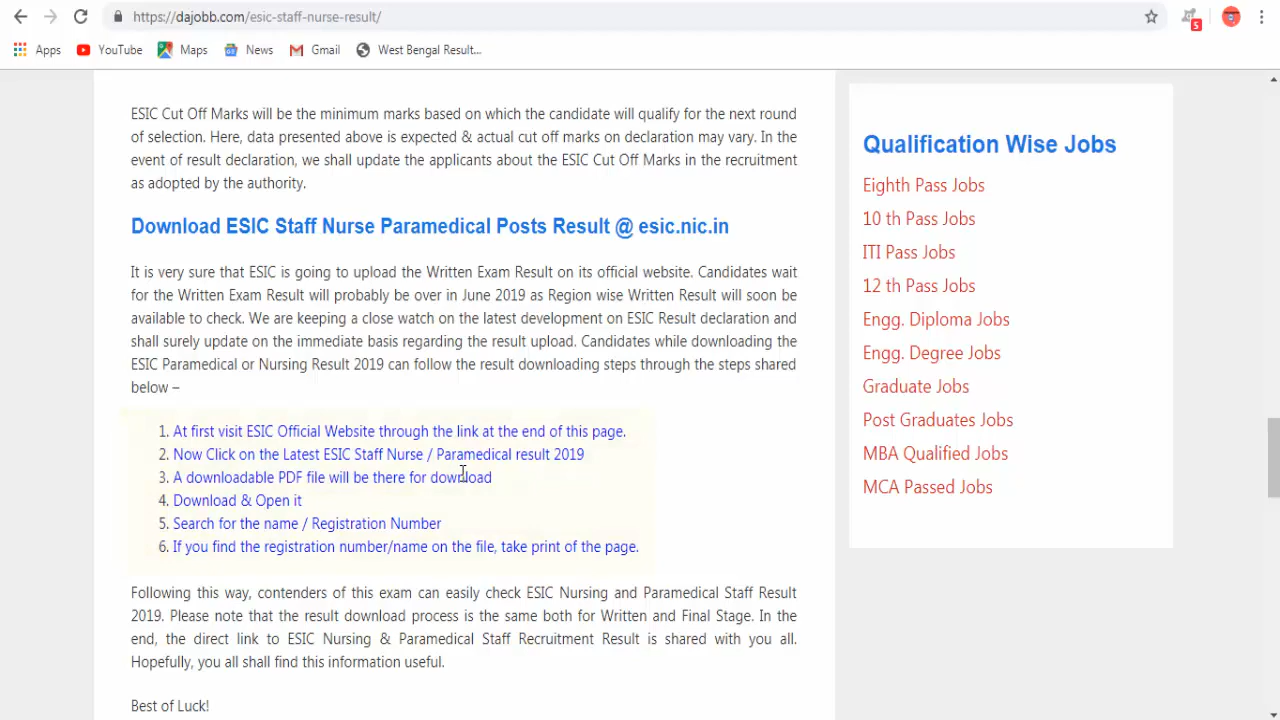 https://dajobb.com/esic-staff-nurse-result/
5
Apps YouTube Maps News Gmail West Bengal Result...
ESIC Cut Off Marks will be the minimum marks based on which the candidate will qualify for the next round
of selection. Here, data presented above is expected & actual cut off marks on declaration may vary. In the
event of result declaration, we shall update the applicants about the ESIC Cut Off Marks in the recruitment
as adopted by the authority.
Download ESIC Staff Nurse Paramedical Posts Result @ esic.nic.in
It is very sure that ESIC is going to upload the Written Exam Result on its official website. Candidates wait
for the Written Exam Result will probably be over in June 2019 as Region wise Written Result will soon be
available to check. We are keeping a close watch on the latest development on ESIC Result declaration and
shall surely update on the immediate basis regarding the result upload. Candidates while downloading the
ESIC Paramedical or Nursing Result 2019 can follow the result downloading steps through the steps shared
below –
1. At first visit ESIC Official Website through the link at the end of this page.
2. Now Click on the Latest ESIC Staff Nurse / Paramedical result 2019
3. A downloadable PDF file will be there for download
4. Download & Open it
5. Search for the name / Registration Number
6. If you find the registration number/name on the file, take print of the page.
Following this way, contenders of this exam can easily check ESIC Nursing and Paramedical Staff Result
2019. Please note that the result download process is the same both for Written and Final Stage. In the
end, the direct link to ESIC Nursing & Paramedical Staff Recruitment Result is shared with you all.
Hopefully, you all shall find this information useful.
Best of Luck!
Qualification Wise Jobs
Eighth Pass Jobs
10 th Pass Jobs
ITI Pass Jobs
12 th Pass Jobs
Engg. Diploma Jobs
Engg. Degree Jobs
Graduate Jobs
Post Graduates Jobs
MBA Qualified Jobs
MCA Passed Jobs